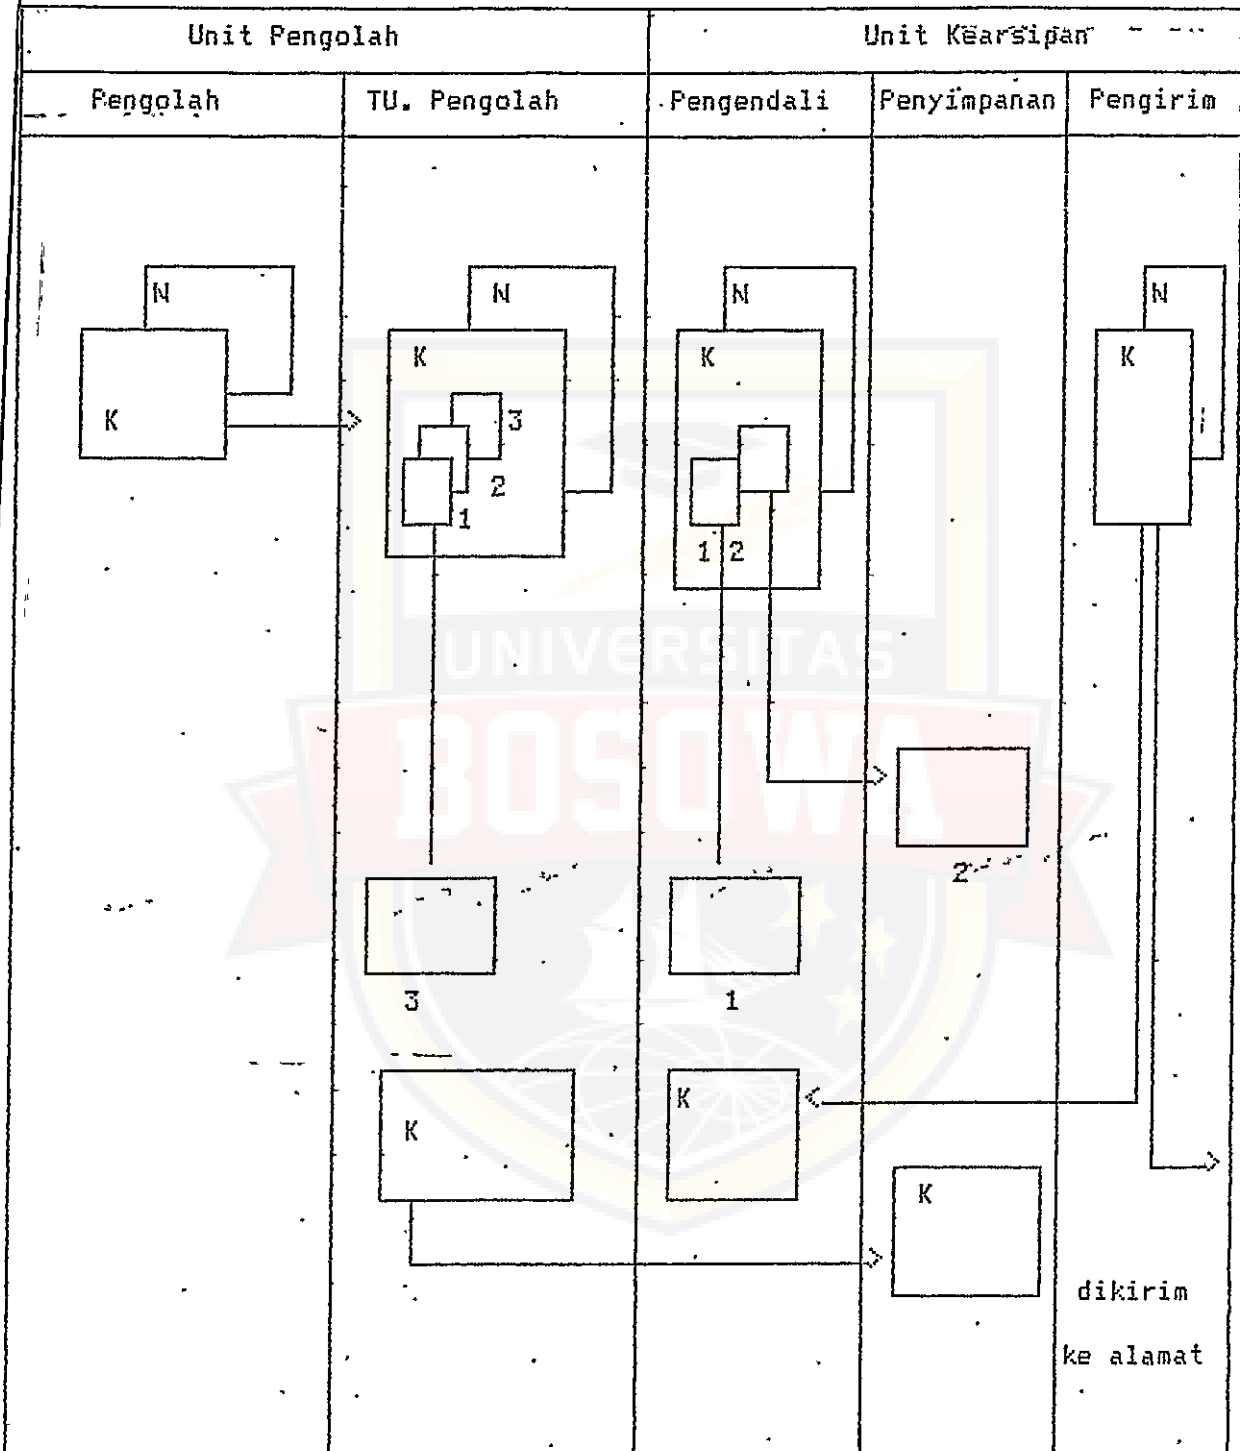 Unit Pengolah Unit Kearsipan
Pengolah TU. Pengolah Pengendali Penyimpanan Pengirim
N N N N
K K K
K 3
2
1
1 2
UNIVERSITAS
BOSOWA
2
3 1
K
K
K
dikirim
ke alamat